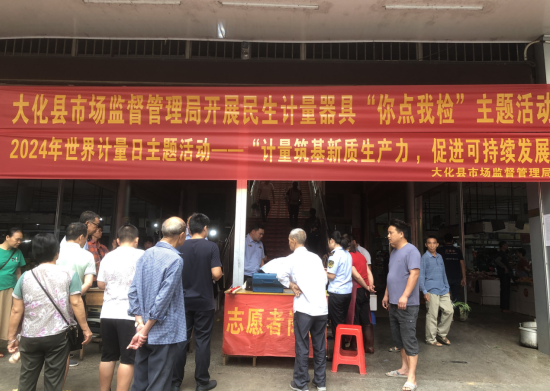 大化县市场监督管理局开展民生计量器具“你点我检”主题活动
2024年世界计量日主题活动——“计量筑基新质生产力，促进可持续发展
大化县市场监督管理局
志愿者